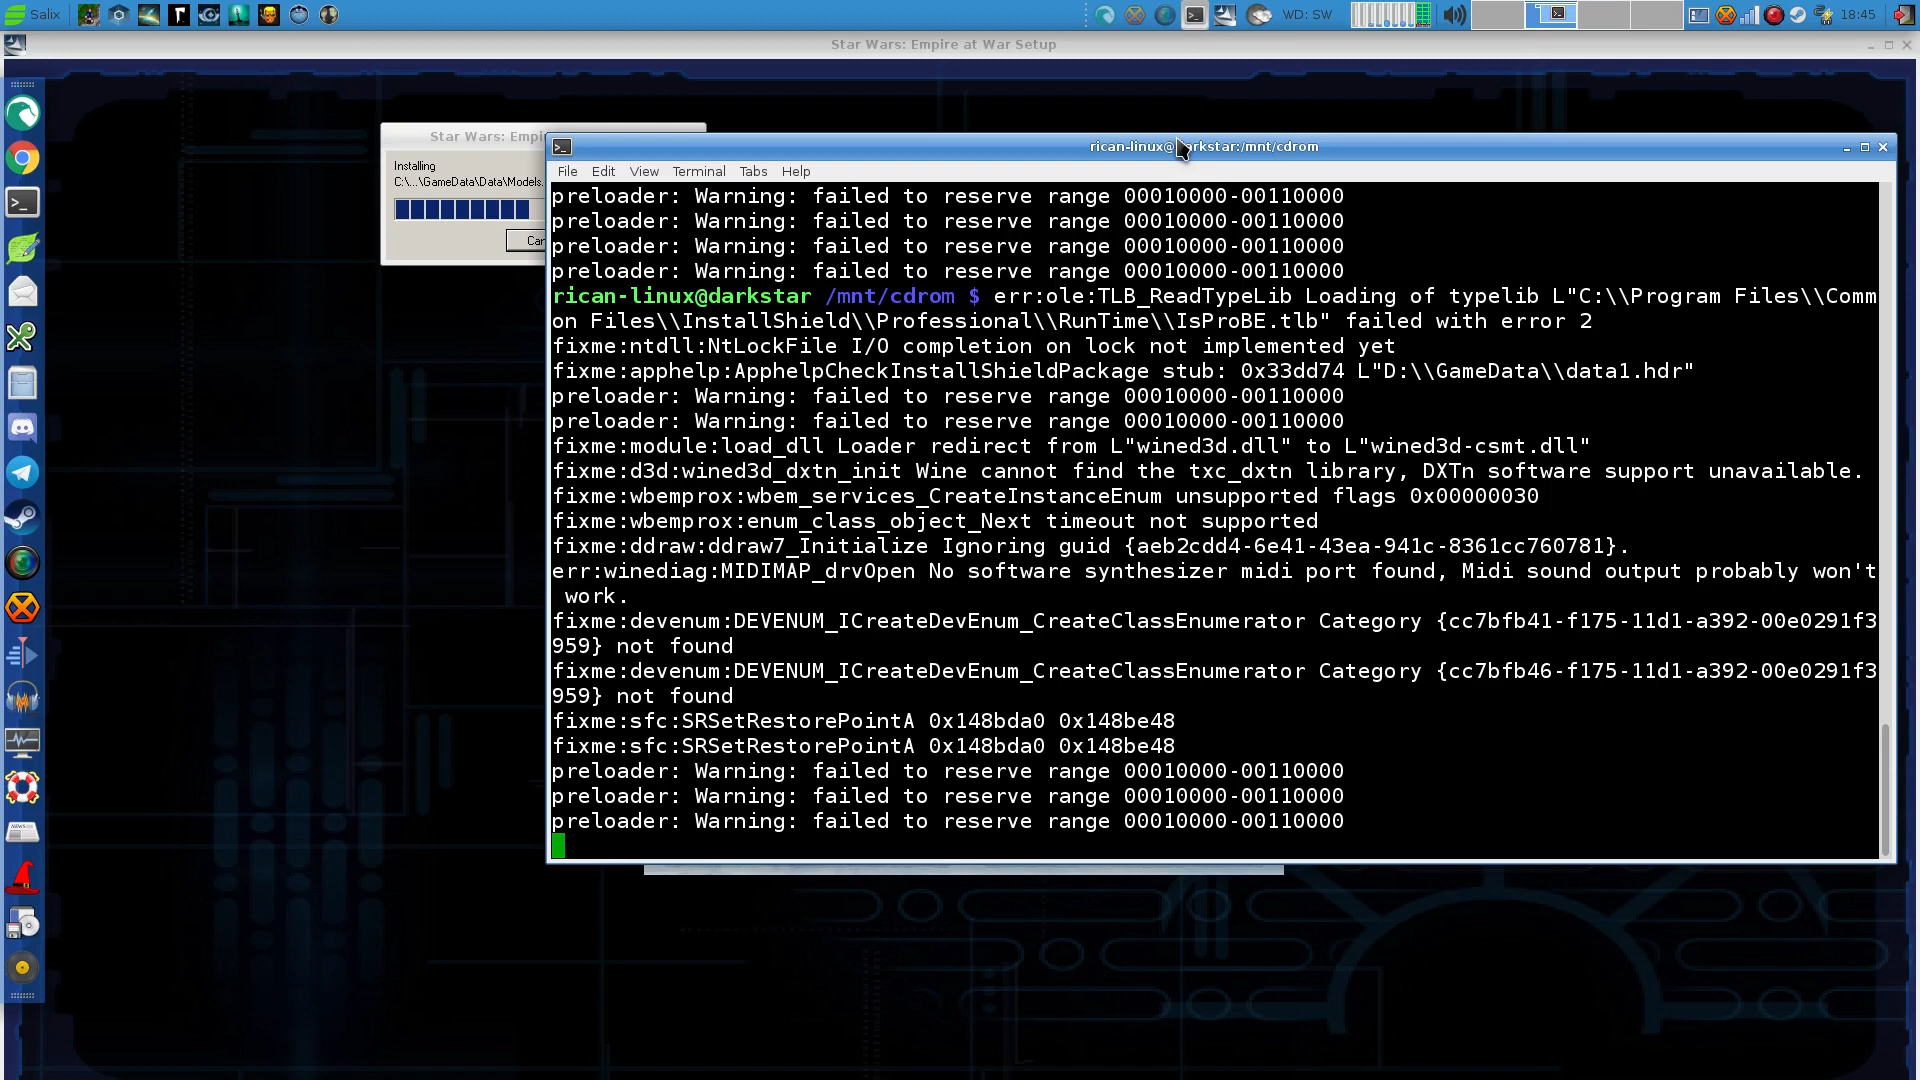 Salix
WD: SW
18:45
Star Wars: Empire at War Setup
Star Wars: Empi
Installing
C:\...\GameData\Data\Models.
Can
rican-linux@darkstar:/mnt/cdrom
File Edit View Terminal Tabs Help
preloader: Warning: failed to reserve range 00010000-00110000
preloader: Warning: failed to reserve range 00010000-00110000
preloader: Warning: failed to reserve range 00010000-00110000
preloader: Warning: failed to reserve range 00010000-00110000
rican-linux@darkstar /mnt/cdrom $ err:ole:TLB_ReadTypeLib Loading of typelib L"C:\\Program Files\\Comm
on Files\\InstallShield\\Professional\\RunTime\\IsProBE.tlb" failed with error 2
fixme:ntdll:NtLockFile I/O completion on lock not implemented yet
fixme:apphelp:ApphelpCheckInstallShieldPackage stub: 0x33dd74 L"D:\\GameData\\data1.hdr"
preloader: Warning: failed to reserve range 00010000-00110000
preloader: Warning: failed to reserve range 00010000-00110000
fixme:module:load_dll Loader redirect from L"wined3d.dll" to L"wined3d-csmt.dll"
fixme:d3d:wined3d_dxtn_init Wine cannot find the txc_dxtn library, DXTn software support unavailable.
fixme:wbemprox:wbem_services_CreateInstanceEnum unsupported flags 0x00000030
fixme:wbemprox:enum_class_object_Next timeout not supported
fixme:ddraw:ddraw7_Initialize Ignoring guid {aeb2cdd4-6e41-43ea-941c-8361cc760781}.
err:winediag:MIDIMAP_drvOpen No software synthesizer midi port found, Midi sound output probably won't
work.
fixme:devenum:DEVENUM_ICreateDevEnum_CreateClassEnumerator Category {cc7bfb41-f175-11d1-a392-00e0291f3
959} not found
fixme:devenum:DEVENUM_ICreateDevEnum_CreateClassEnumerator Category {cc7bfb46-f175-11d1-a392-00e0291f3
959} not found
fixme:sfc:SRSetRestorePointA 0x148bda0 0x148be48
fixme:sfc:SRSetRestorePointA 0x148bda0 0x148be48
preloader: Warning: failed to reserve range 00010000-00110000
preloader: Warning: failed to reserve range 00010000-00110000
preloader: Warning: failed to reserve range 00010000-00110000